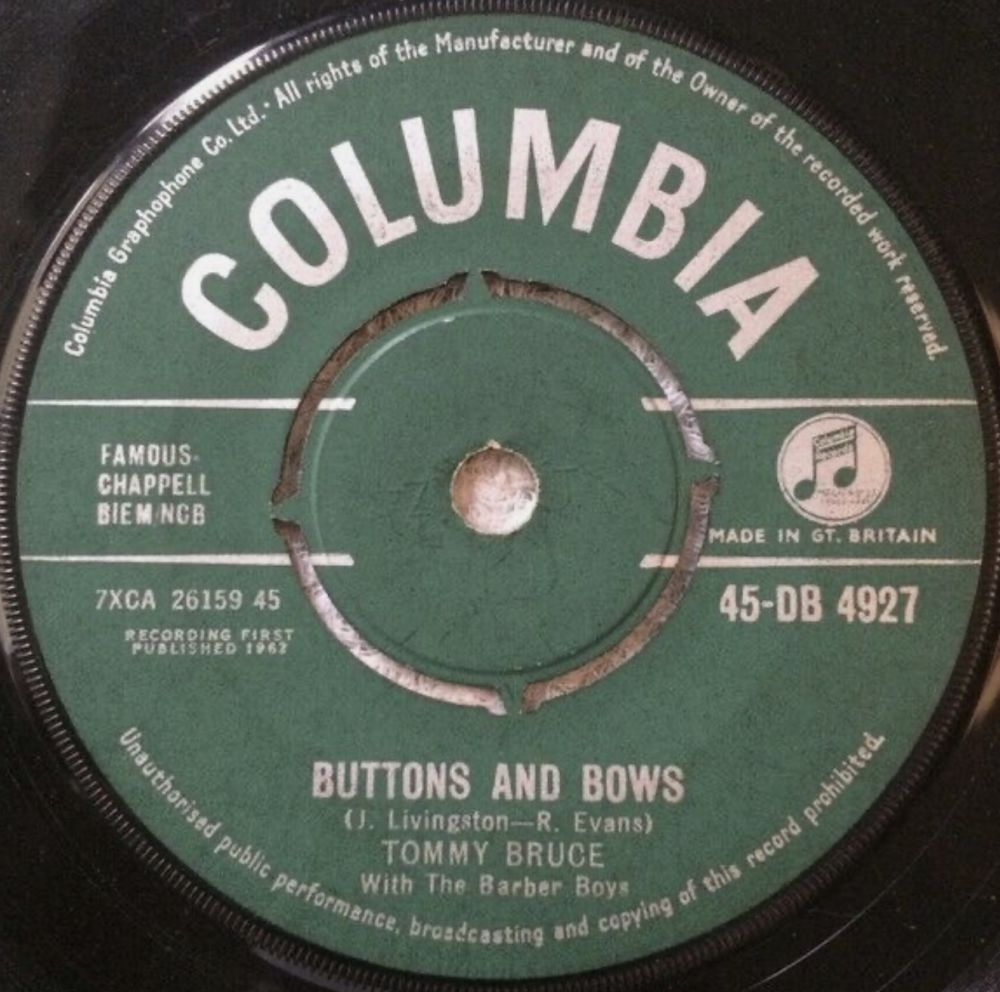 Columbia Graphophone Co. Ltd. · All rights of the Manufacturer and of the Owner of the recorded work reserved.
COLUMBIA
FAMOUS-
CHAPPELL
BIEM/NCB
Columbia
Records
MADE IN GT. BRITAIN
7XCA 26159 45
45-DB 4927
RECORDING FIRST
PUBLISHED 1962
BUTTONS AND BOWS
(J. Livingston—R. Evans)
TOMMY BRUCE
With The Barber Boys
Unauthorised public performance, broadcasting and copying of this record prohibited.